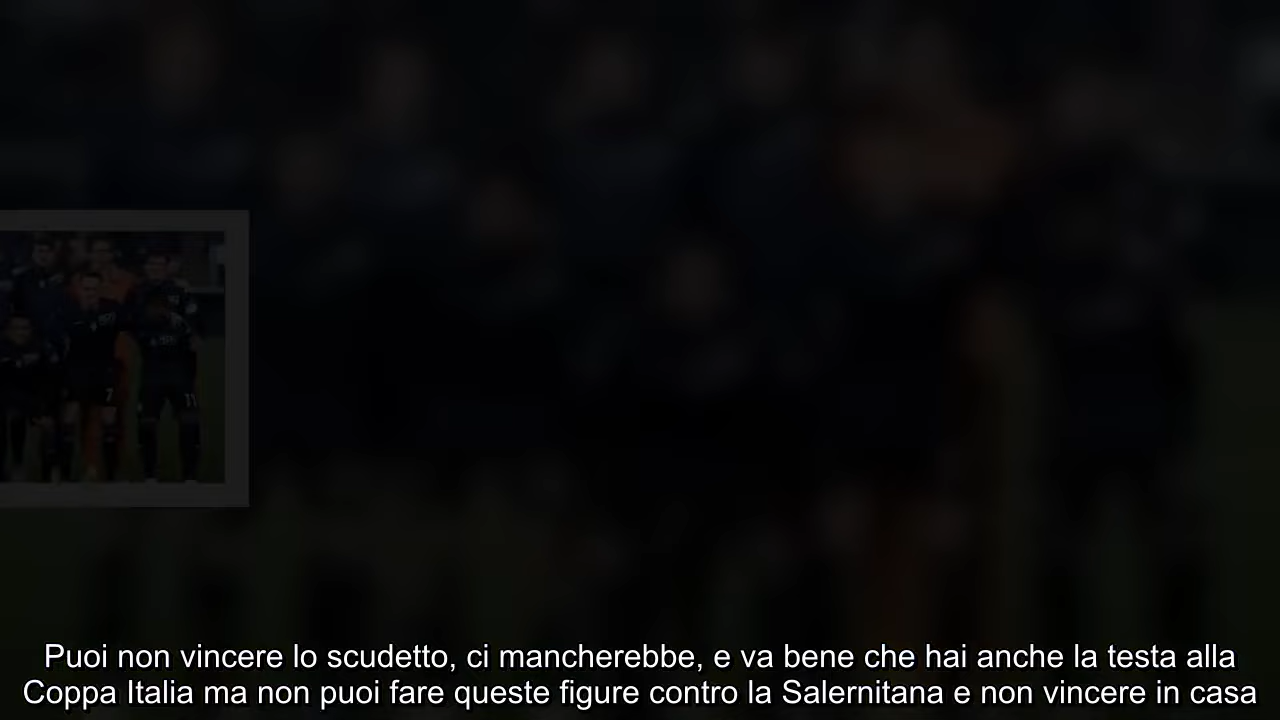 Puoi non vincere lo scudetto, ci mancherebbe, e va bene che hai anche la testa alla
Coppa Italia ma non puoi fare queste figure contro la Salernitana e non vincere in casa